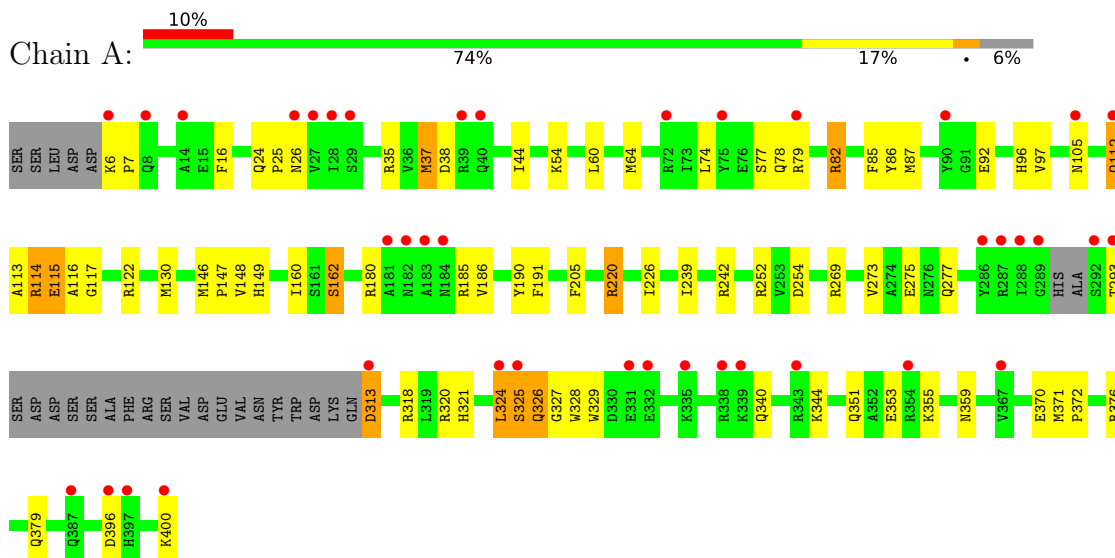 10%
Chain A:
74% 17% • 6%
SER SER LEU ASP ASP K6 P7 Q8 A14 E15 F16 Q24 P25 N26 V27 I28 S29 R35 V36 M37 D38 R39 Q40 I44 K54 L60 M64 R72 I73 L74 Y75 E76 S77 Q78 R79 R82 F85 Y86 M87 Y90 G91 E92 H96 V97 N105 Q112
A113 R114 E115 A116 G117 R122 M130 M146 P147 V148 H149 I160 S161 S162 R180 A181 N182 A183 N184 R185 V186 Y190 F191 F205 R220 I226 I239 R242 R252 V253 D254 R269 V273 A274 E275 N276 Q277 Y286 R287 I288 G289 HIS ALA S292 T293
SER ASP ASP SER SER ALA PHE ARG SER VAL ASP GLU VAL ASN TYR TRP ASP LYS GLN D313 R318 L319 R320 H321 L324 S325 Q326 G327 W328 W329 D330 E331 E332 K335 R338 K339 Q340 R343 K344 Q351 A352 E353 R354 K355 N359 V367 E370 M371 P372
Q379 Q387 D396 H397 K400